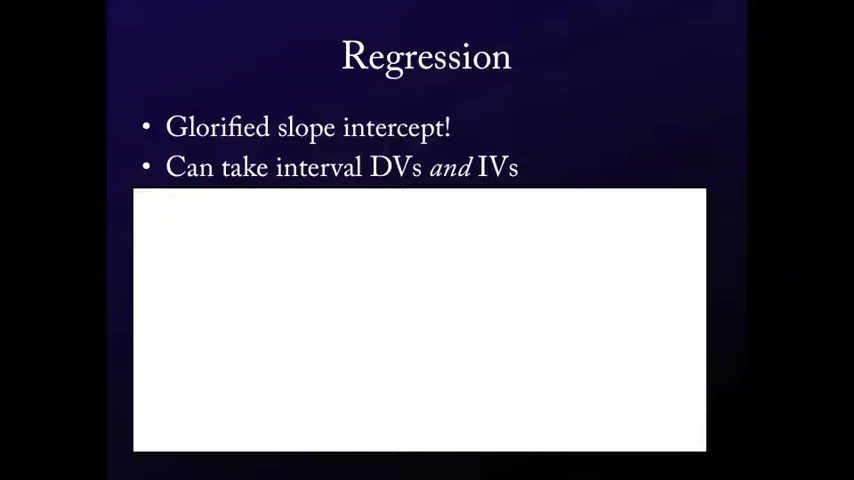 Regression
• Glorified slope intercept!
• Can take interval DVs and IVs